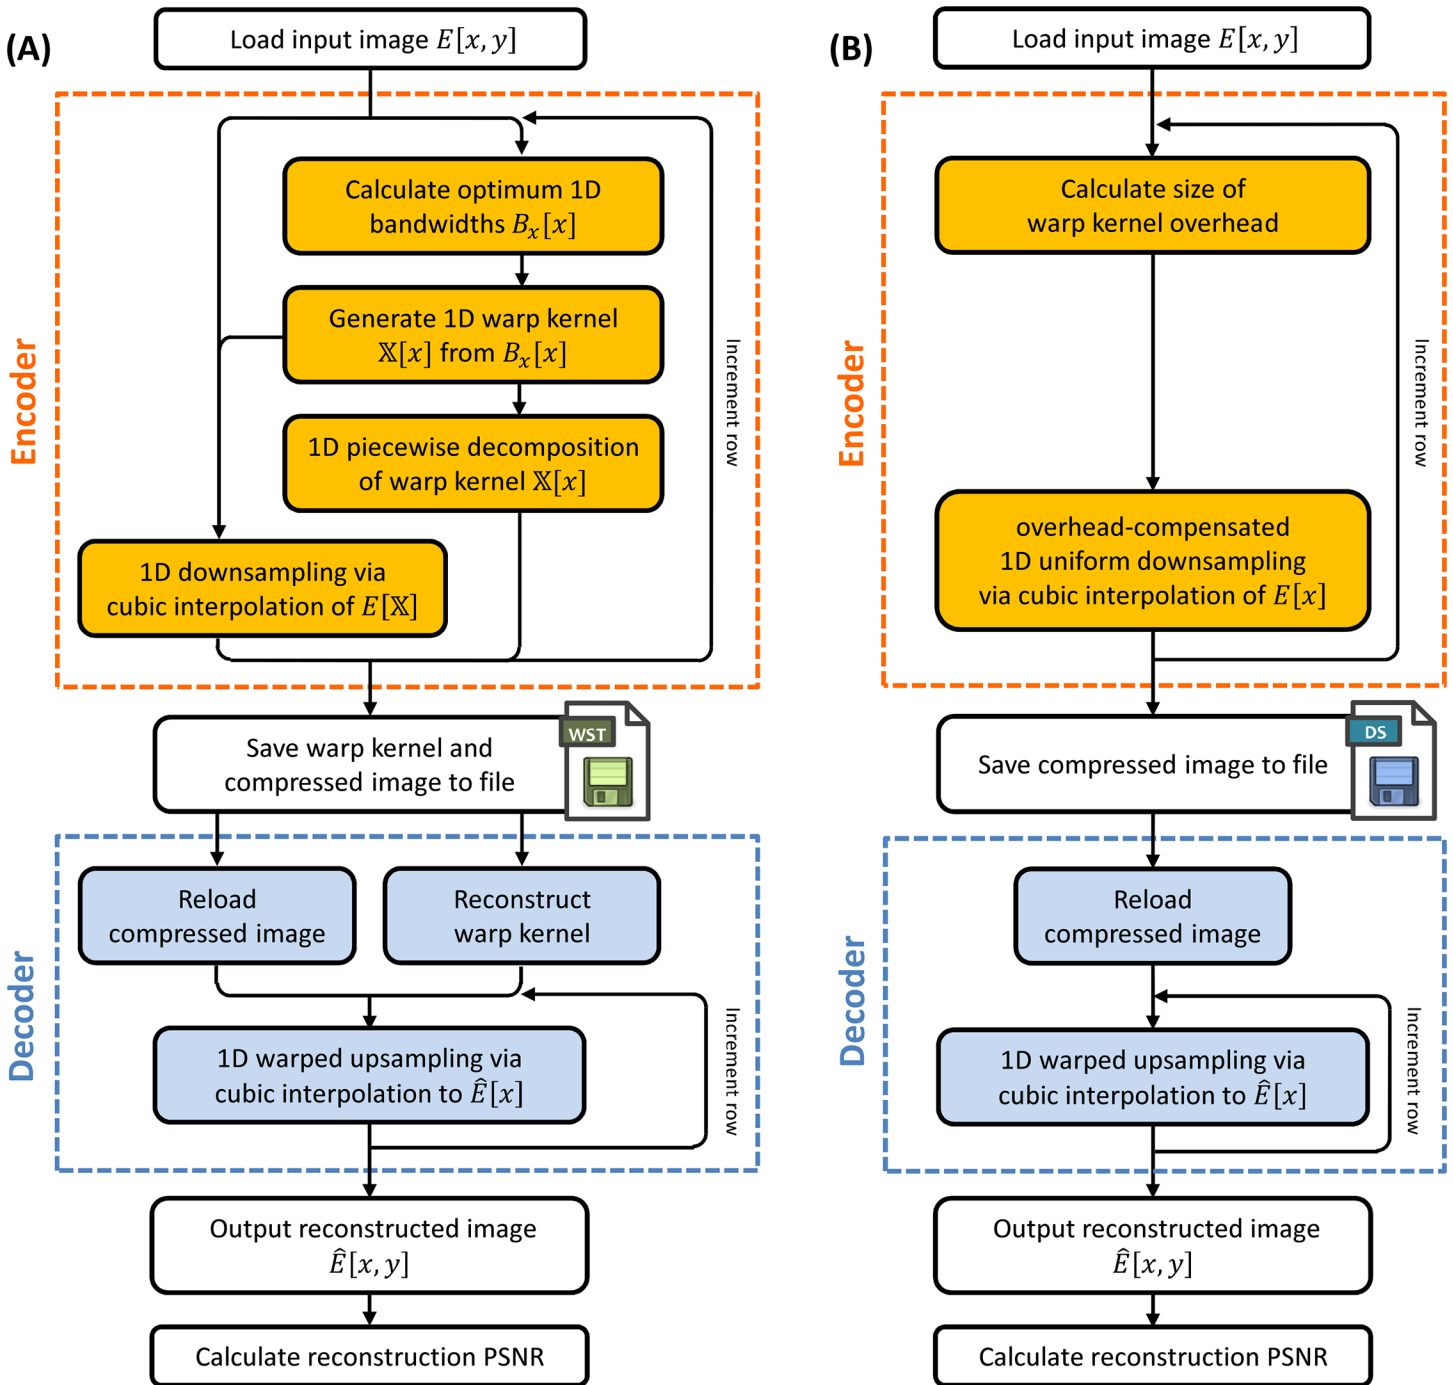 (A)
Load input image E[x, y]
Encoder
Calculate optimum 1D
bandwidths Bₓ[x]
Generate 1D warp kernel
𝕏[x] from Bₓ[x]
1D piecewise decomposition
of warp kernel 𝕏[x]
1D downsampling via
cubic interpolation of E[𝕏]
Increment row
Save warp kernel and
compressed image to file
WST
Decoder
Reload
compressed image
Reconstruct
warp kernel
1D warped upsampling via
cubic interpolation to Ê[x]
Increment row
Output reconstructed image
Ê[x, y]
Calculate reconstruction PSNR
(B)
Load input image E[x, y]
Encoder
Calculate size of
warp kernel overhead
overhead-compensated
1D uniform downsampling
via cubic interpolation of E[x]
Increment row
Save compressed image to file
DS
Decoder
Reload
compressed image
1D warped upsampling via
cubic interpolation to Ê[x]
Increment row
Output reconstructed image
Ê[x, y]
Calculate reconstruction PSNR